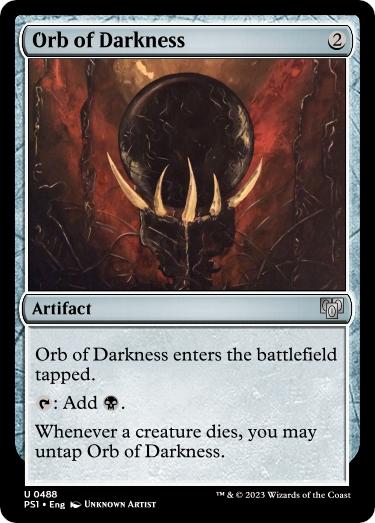 Orb of Darkness 2
Artifact
Orb of Darkness enters the battlefield
tapped.
: Add .
Whenever a creature dies, you may
untap Orb of Darkness.
U 0488
PS1 • Eng Unknown Artist
™ & © 2023 Wizards of the Coast